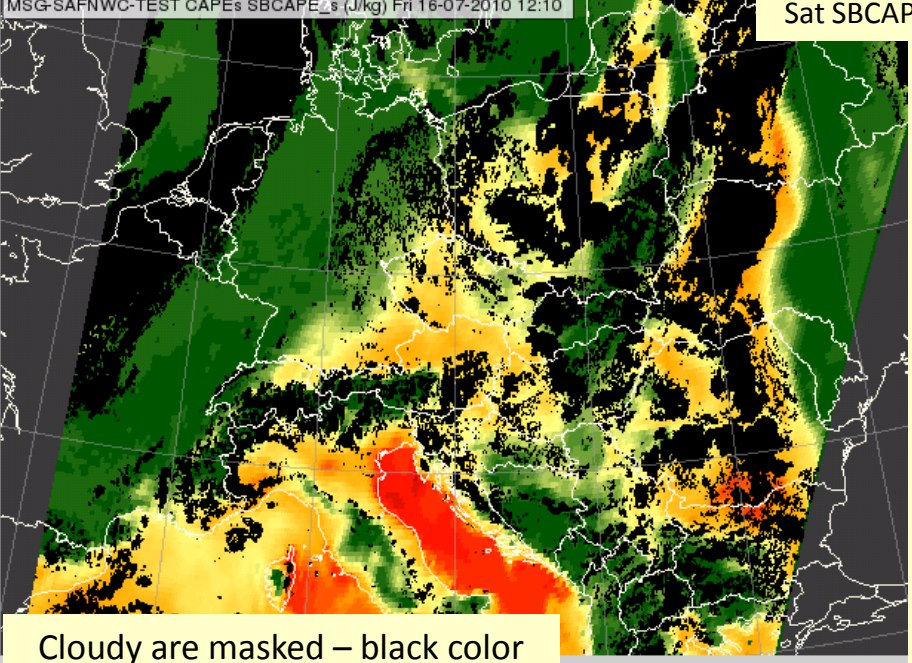 MSG-SAFNWC-TEST CAPEs SBCAPE_s (J/kg) Fri 16-07-2010 12:10
Sat SBCAP
Cloudy are masked – black color